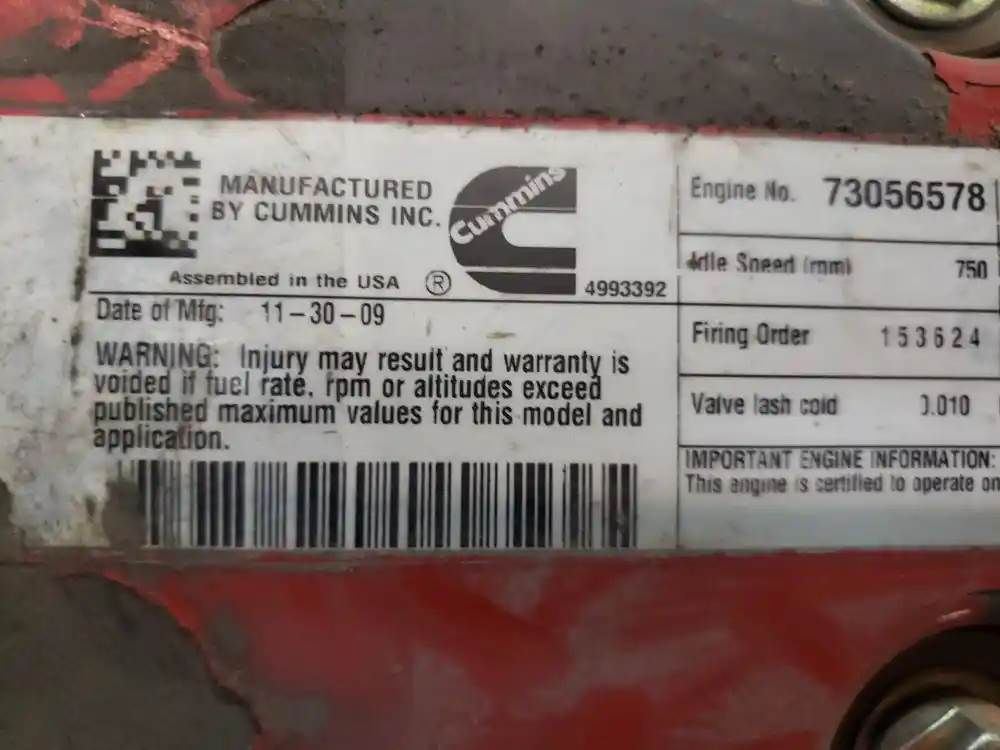 MANUFACTURED
BY CUMMINS INC.
Cummins
Assembled in the USA ®
4993392
Date of Mfg: 11-30-09
WARNING: Injury may result and warranty is
voided if fuel rate, rpm or altitudes exceed
published maximum values for this model and
application.
Engine No. 73056578
Idle Speed (rpm) 750
Firing Order 153624
Valve lash cold 0.010
IMPORTANT ENGINE INFORMATION:
This engine is certified to operate on